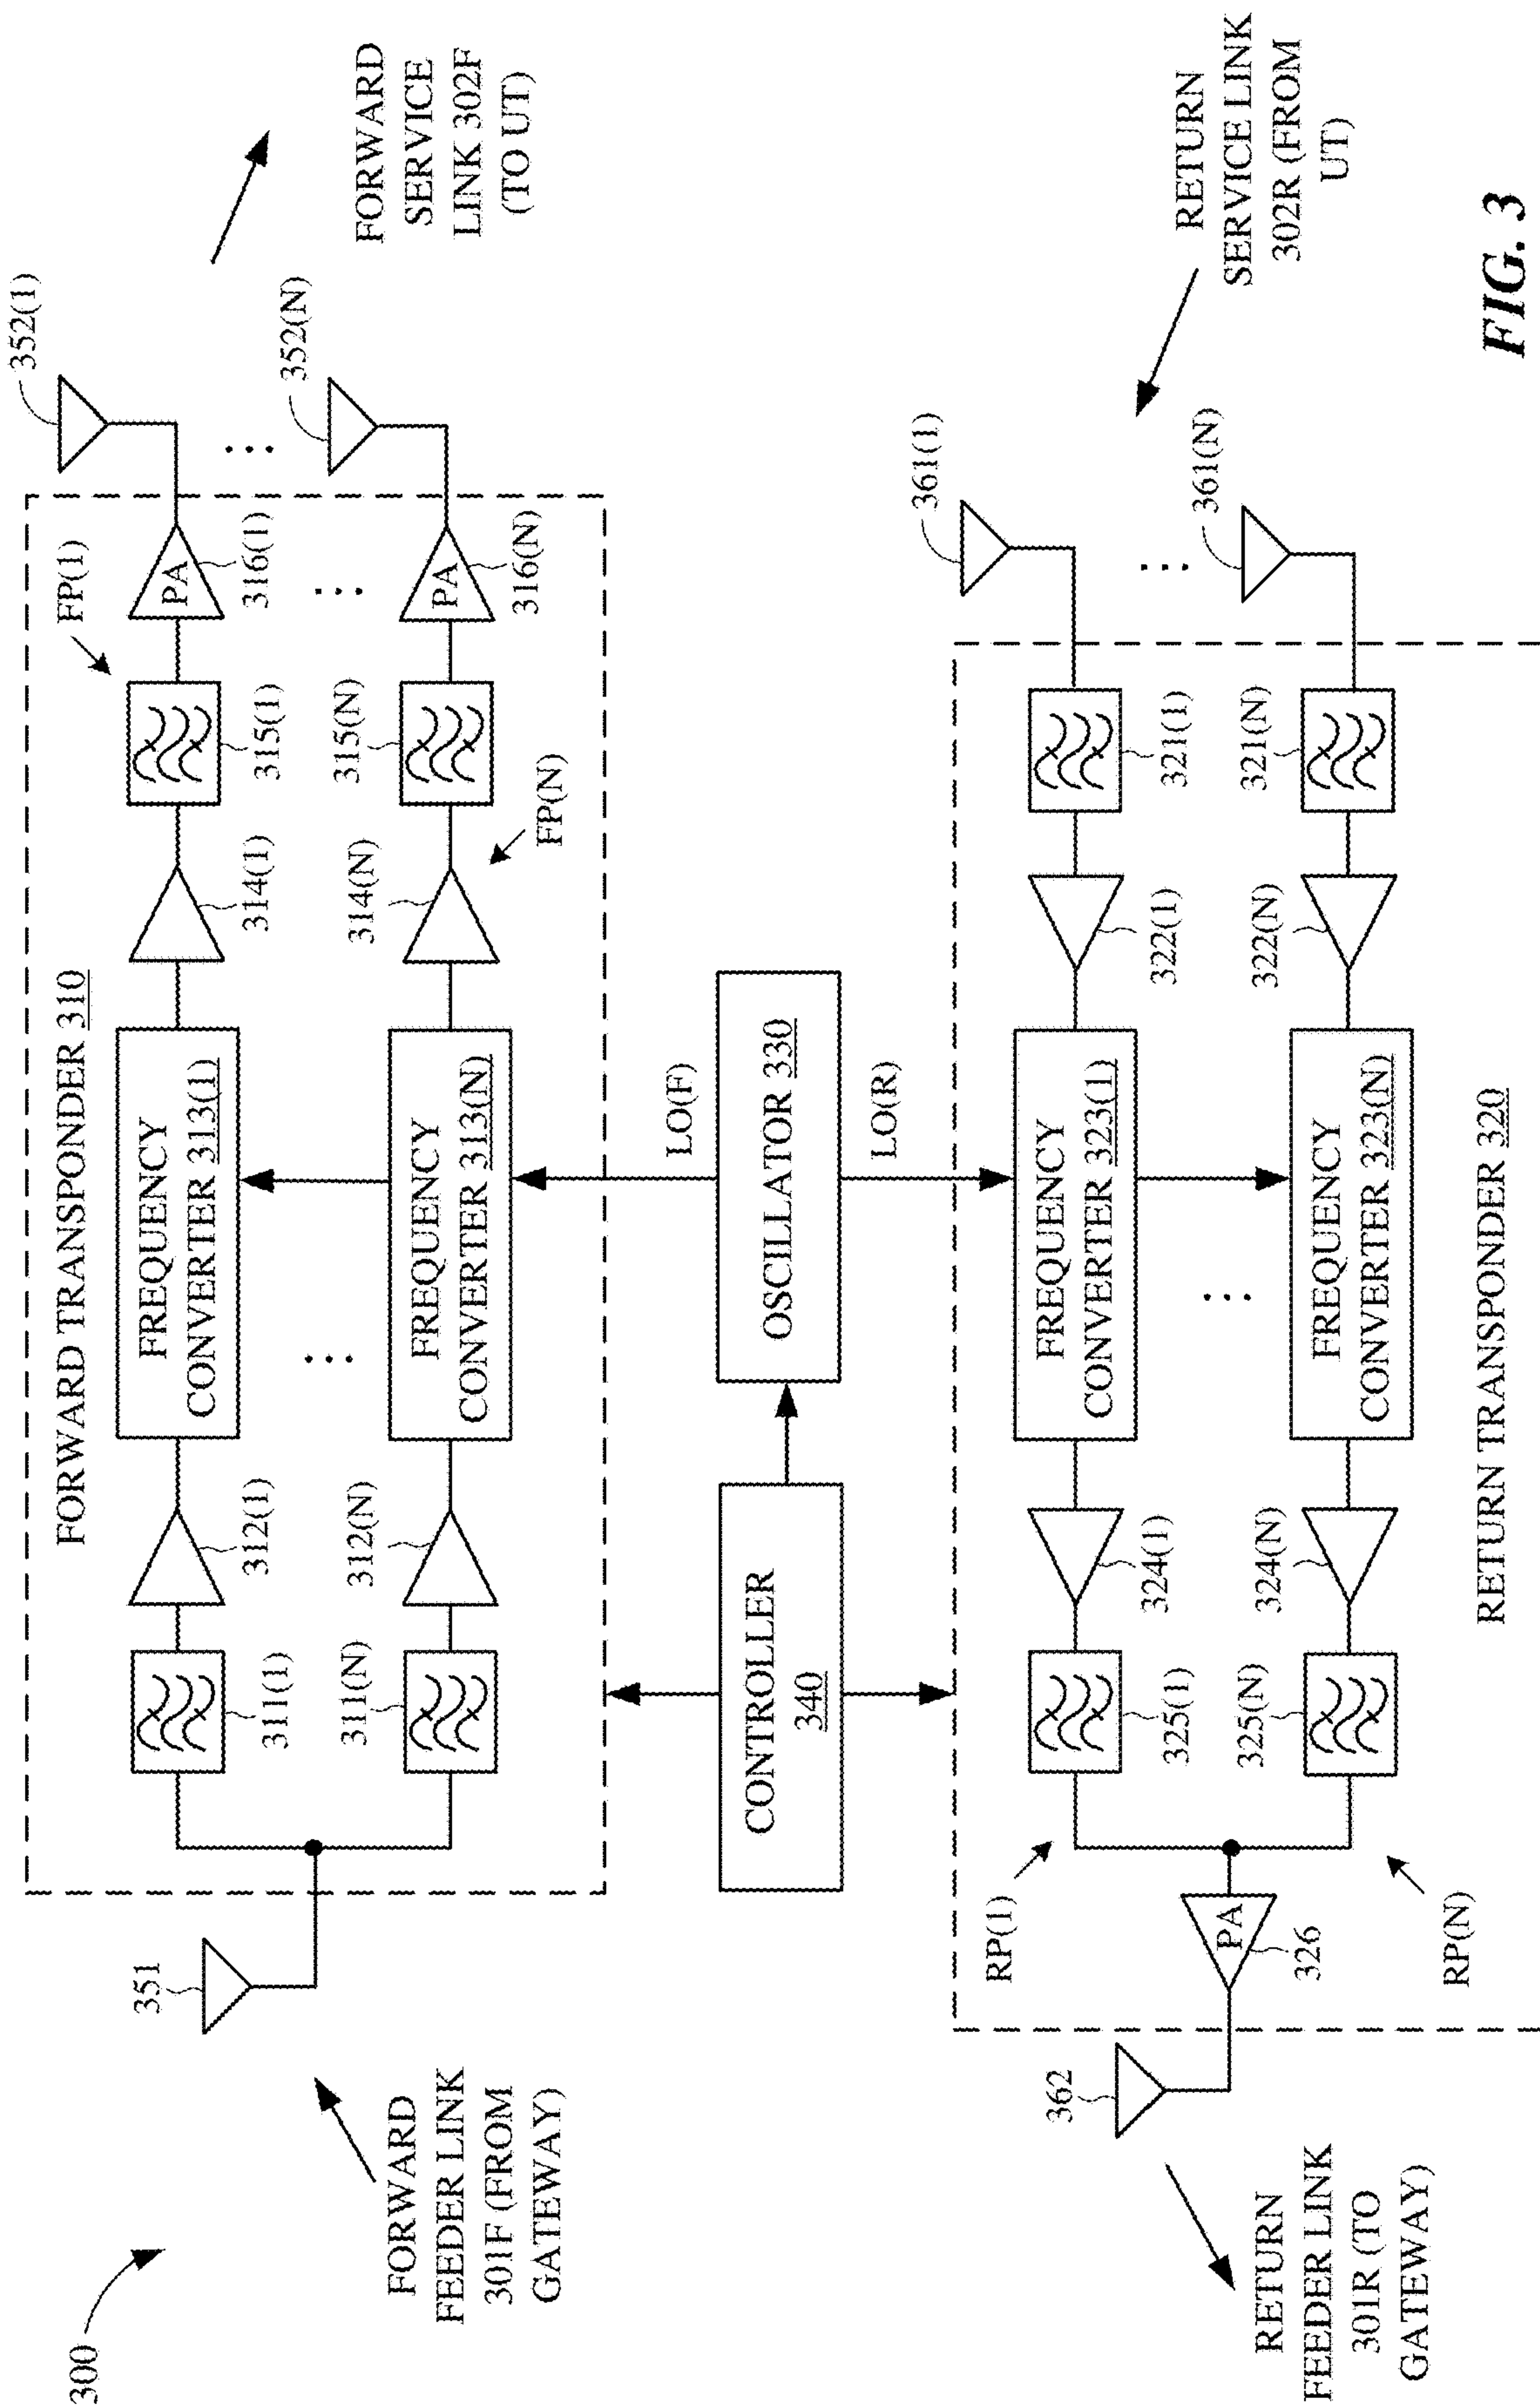 300
FORWARD
FEEDER LINK
301F (FROM
GATEWAY)
351
FORWARD TRANSPONDER 310
311(1)
312(1)
FREQUENCY
CONVERTER 313(1)
314(1)
315(1)
FP(1)
PA
316(1)
352(1)
311(N)
312(N)
FREQUENCY
CONVERTER 313(N)
314(N)
FP(N)
315(N)
PA
316(N)
352(N)
FORWARD
SERVICE
LINK 302F
(TO UT)
CONTROLLER
340
OSCILLATOR 330
LO(F)
LO(R)
RETURN
FEEDER LINK
301R (TO
GATEWAY)
362
PA
326
RP(1)
RP(N)
325(1)
324(1)
FREQUENCY
CONVERTER 323(1)
322(1)
321(1)
361(1)
325(N)
324(N)
FREQUENCY
CONVERTER 323(N)
322(N)
321(N)
361(N)
RETURN TRANSPONDER 320
RETURN
SERVICE LINK
302R (FROM
UT)
FIG. 3